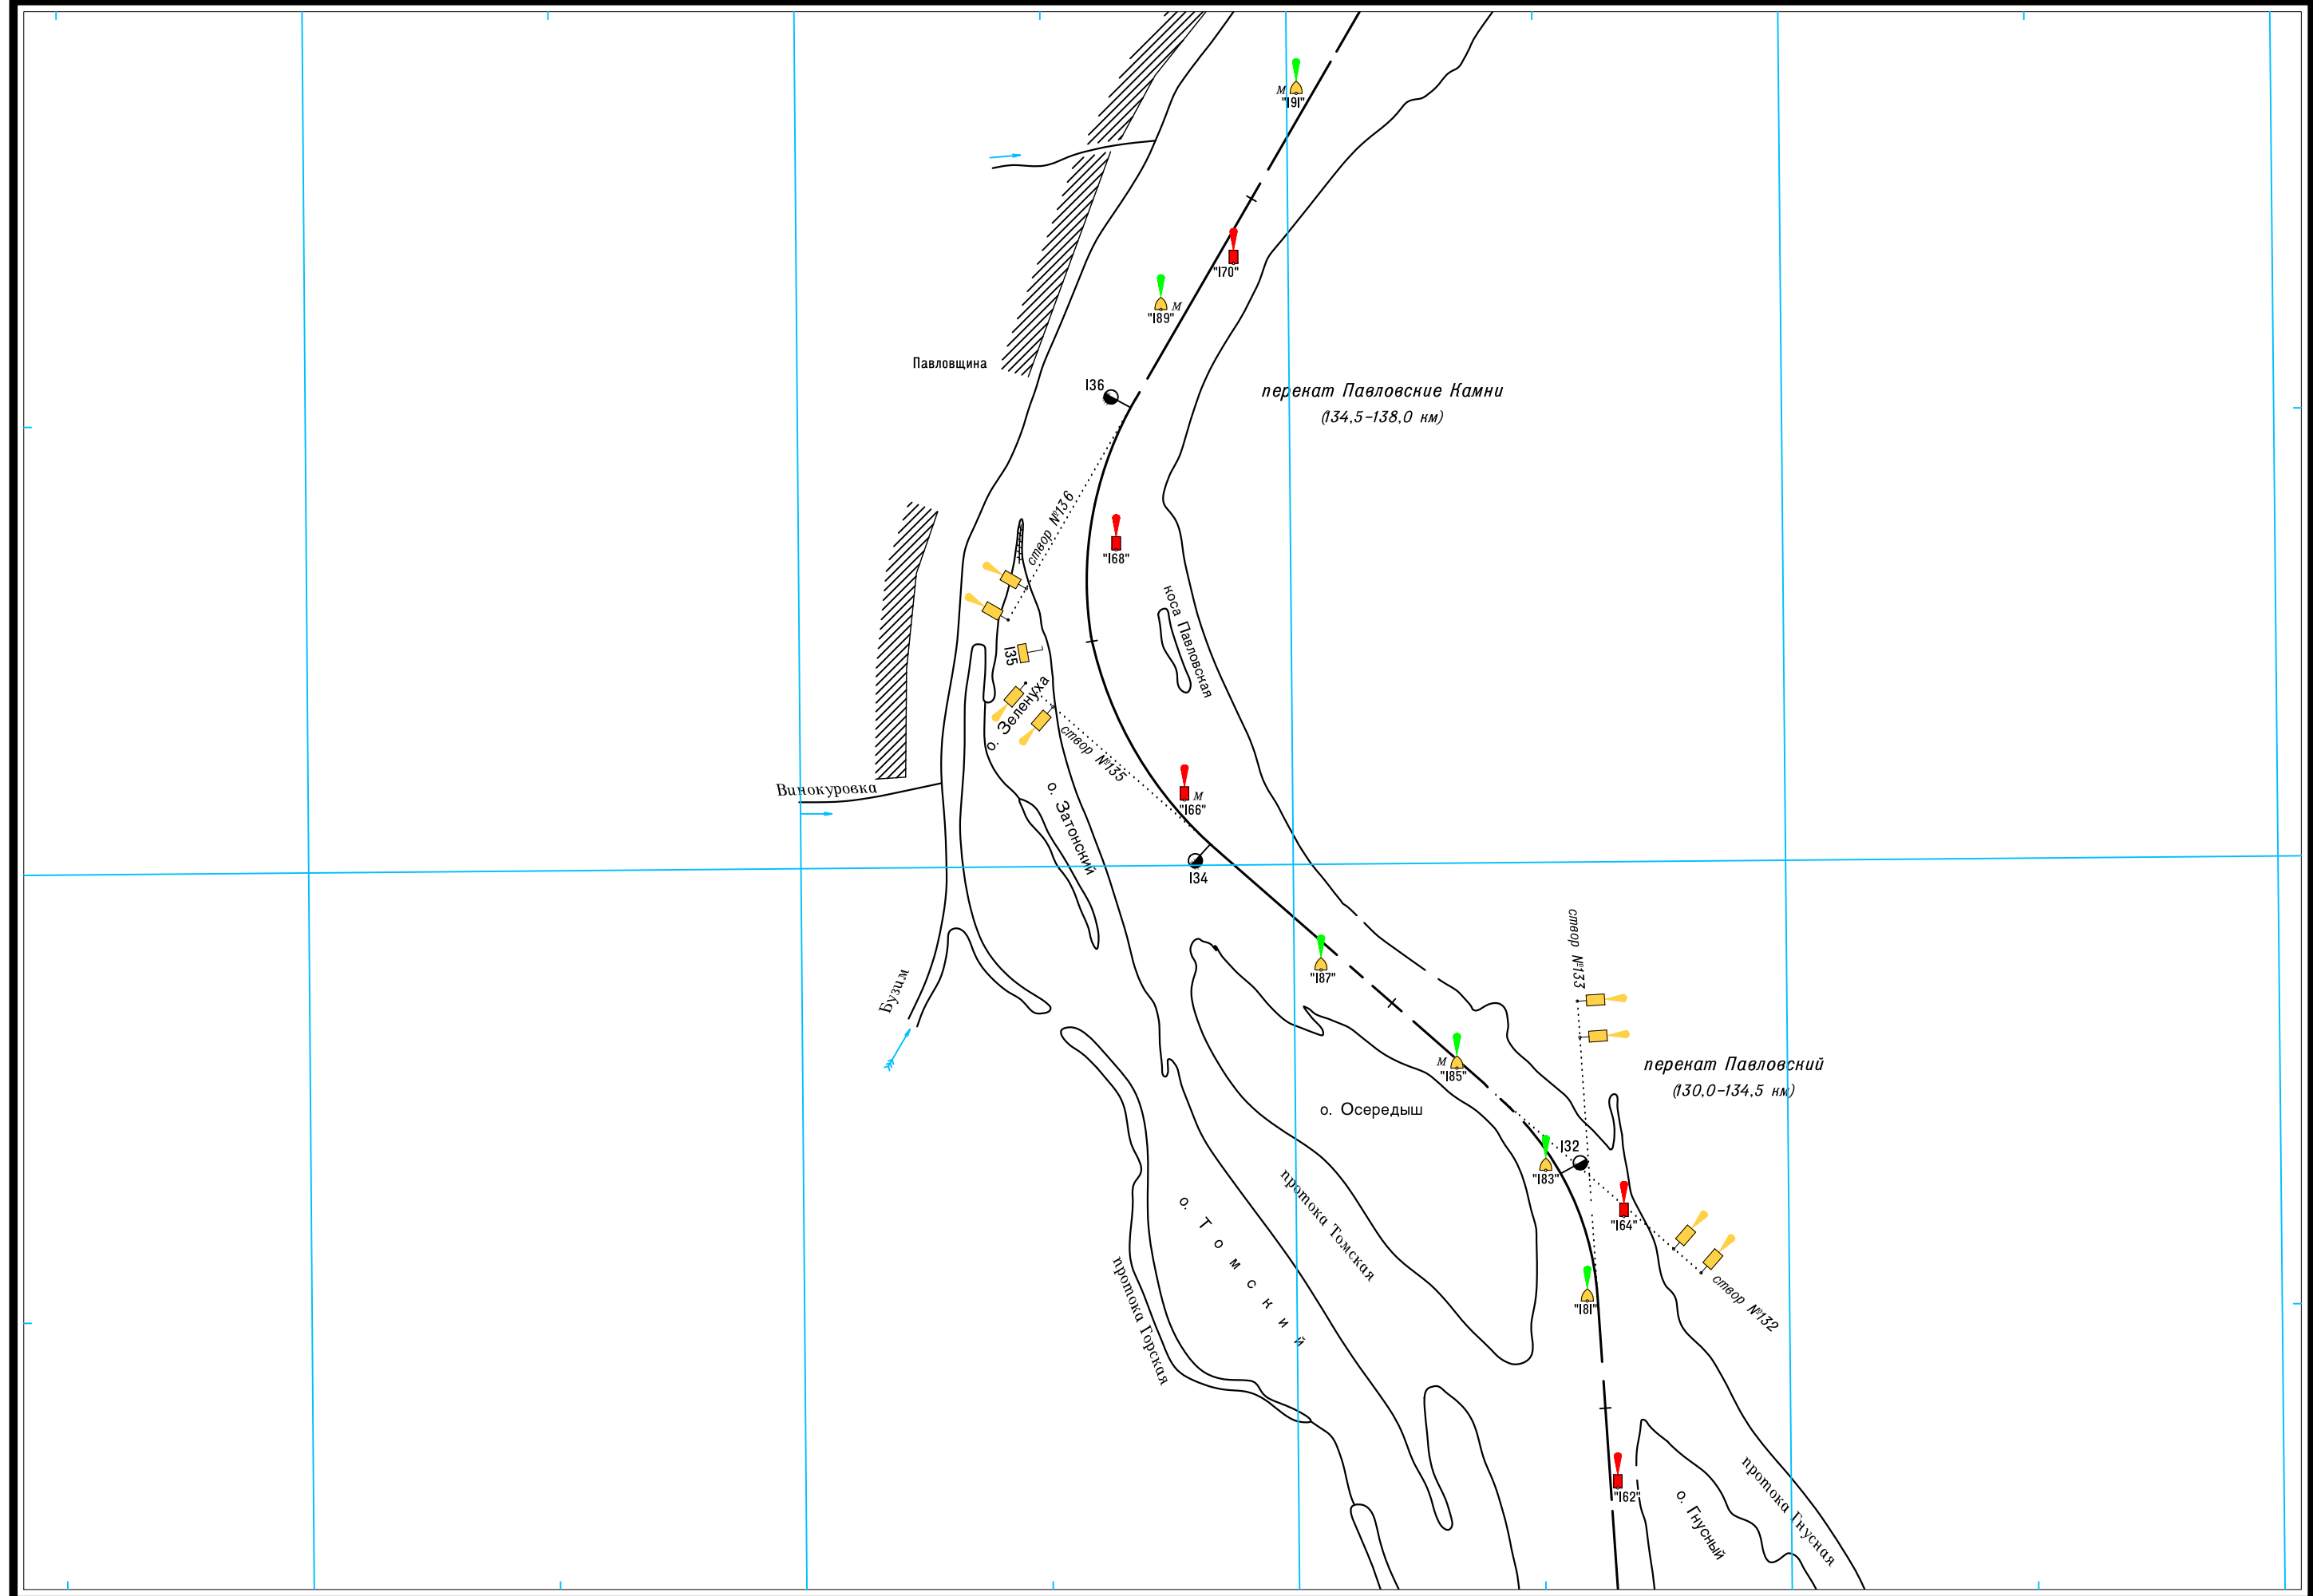 М
"191"
"170"
М
"189"
Павловщина
136
перекат Павловские Камни
(134,5-138,0 км)
створ №136
"168"
коса Павловская
135
о. Зеленуха
створ №135
Винокуровка
о. Затонский
М
"166"
134
створ №133
"187"
Бузим
М
"185"
перекат Павловский
(130,0-134,5 км)
о. Осередыш
132
"183"
протока Томская
о. Томский
"164"
протока Горская
"181"
створ №132
протока Гнусная
"162"
о. Гнусный